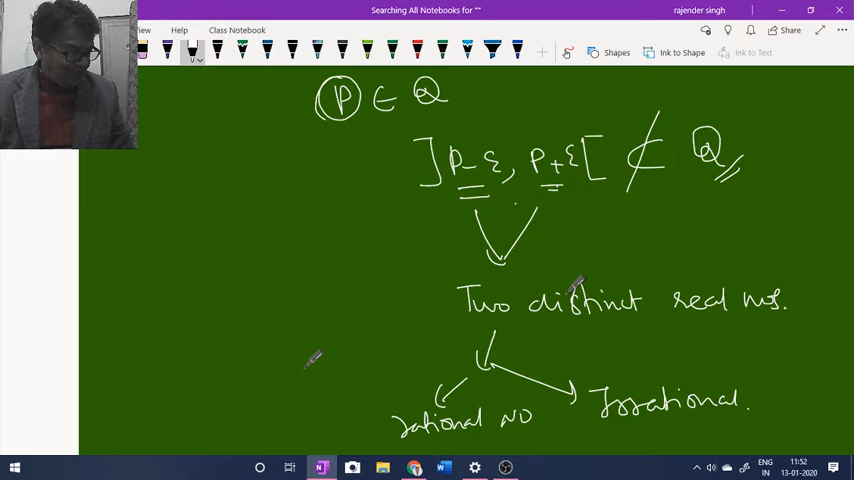 Searching All Notebooks for ""
rajender singh
View Help Class Notebook
Share
Shapes Ink to Shape Ink to Text
P ∈ Q
]P-ε, P+ε[ ⊄ Q
Two distinct real nos.
rational NO Irrational.
ENG 11:52
IN 13-01-2020